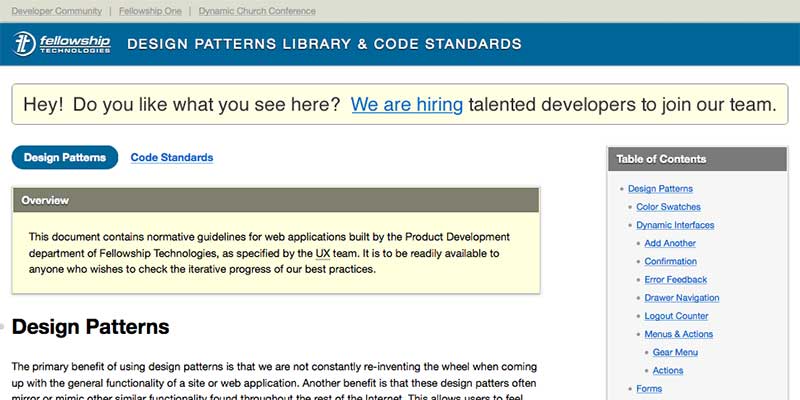 Developer Community | Fellowship One | Dynamic Church Conference
fellowship
TECHNOLOGIES
DESIGN PATTERNS LIBRARY & CODE STANDARDS
Hey! Do you like what you see here? We are hiring talented developers to join our team.
Design Patterns Code Standards
Overview
This document contains normative guidelines for web applications built by the Product Development
department of Fellowship Technologies, as specified by the UX team. It is to be readily available to
anyone who wishes to check the iterative progress of our best practices.
Design Patterns
The primary benefit of using design patterns is that we are not constantly re-inventing the wheel when coming
up with the general functionality of a site or web application. Another benefit is that these design patters often
mirror or mimic other similar functionality found throughout the rest of the Internet. This allows users to feel
Table of Contents
Design Patterns
Color Swatches
Dynamic Interfaces
Add Another
Confirmation
Error Feedback
Drawer Navigation
Logout Counter
Menus & Actions
Gear Menu
Actions
Forms